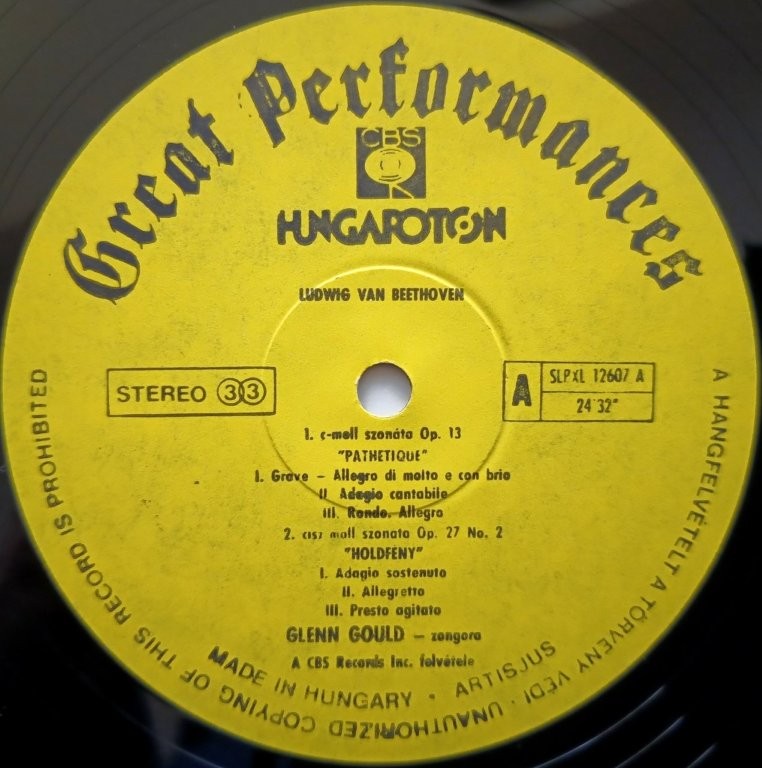 Great Performances
CBS
HUNGAROTON
LUDWIG VAN BEETHOVEN
STEREO 33
A
SLPXL 12607 A
24'32"
1. c-moll szonáta Op. 13
"PATHETIQUE"
I. Grave – Allegro di molto e con brio
II Adagio cantabile
III. Rondo. Allegro
2. cisz moll szonáta Op. 27 No. 2
"HOLDFÉNY"
I. Adagio sostenuto
II. Allegretto
III. Presto agitato
GLENN GOULD – zongora
A CBS Records Inc. felvétele
MADE IN HUNGARY • ARTISJUS
A HANGFELVÉTELT A TÖRVÉNY VÉDI · UNAUTHORIZED COPYING OF THIS RECORD IS PROHIBITED